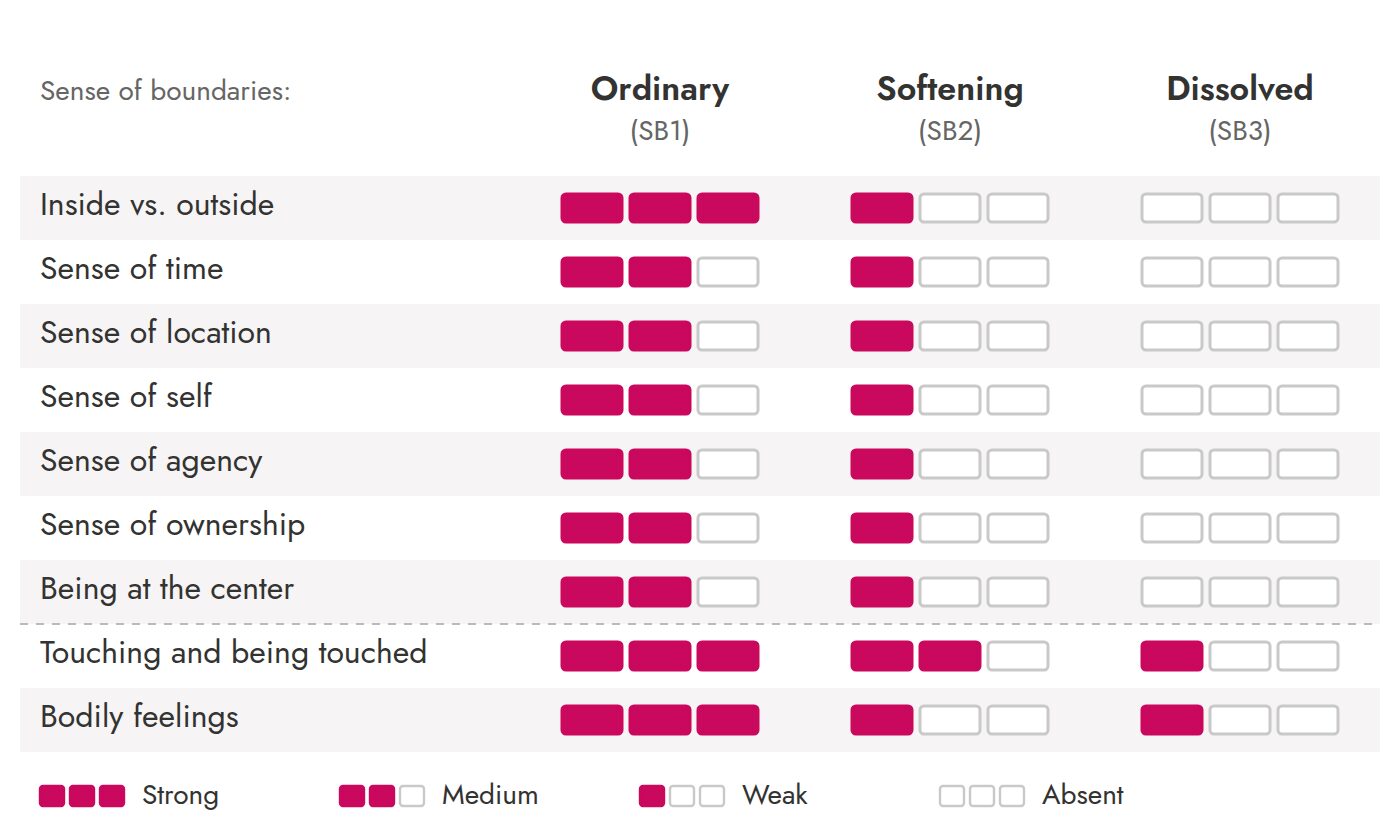 Sense of boundaries:
Ordinary
Softening
Dissolved
(SB1)
(SB2)
(SB3)
Inside vs. outside
Sense of time
Sense of location
Sense of self
Sense of agency
Sense of ownership
Being at the center
Touching and being touched
Bodily feelings
Strong
Medium
Weak
Absent